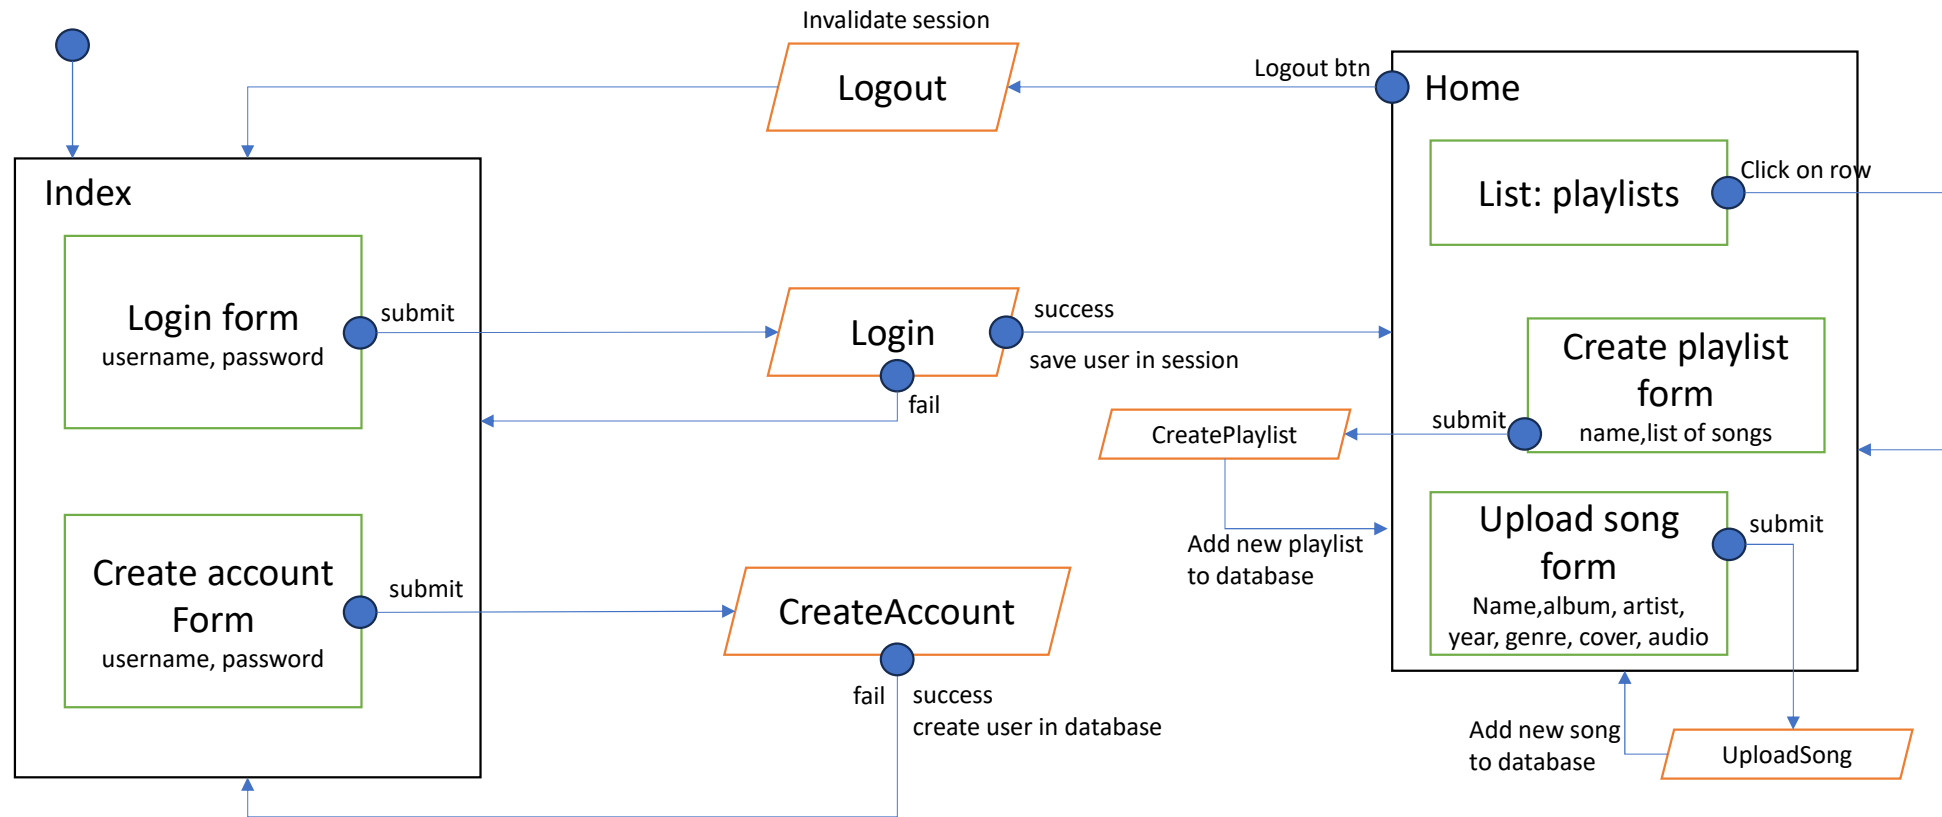 Invalidate session
Logout
Logout btn
Home
Index
List: playlists
Click on row
Login form
username, password
submit
Login
success
save user in session
fail
Create playlist
form
name,list of songs
submit
CreatePlaylist
Add new playlist
to database
Upload song
form
Name,album, artist,
year, genre, cover, audio
submit
Create account
Form
username, password
submit
CreateAccount
fail
success
create user in database
Add new song
to database
UploadSong